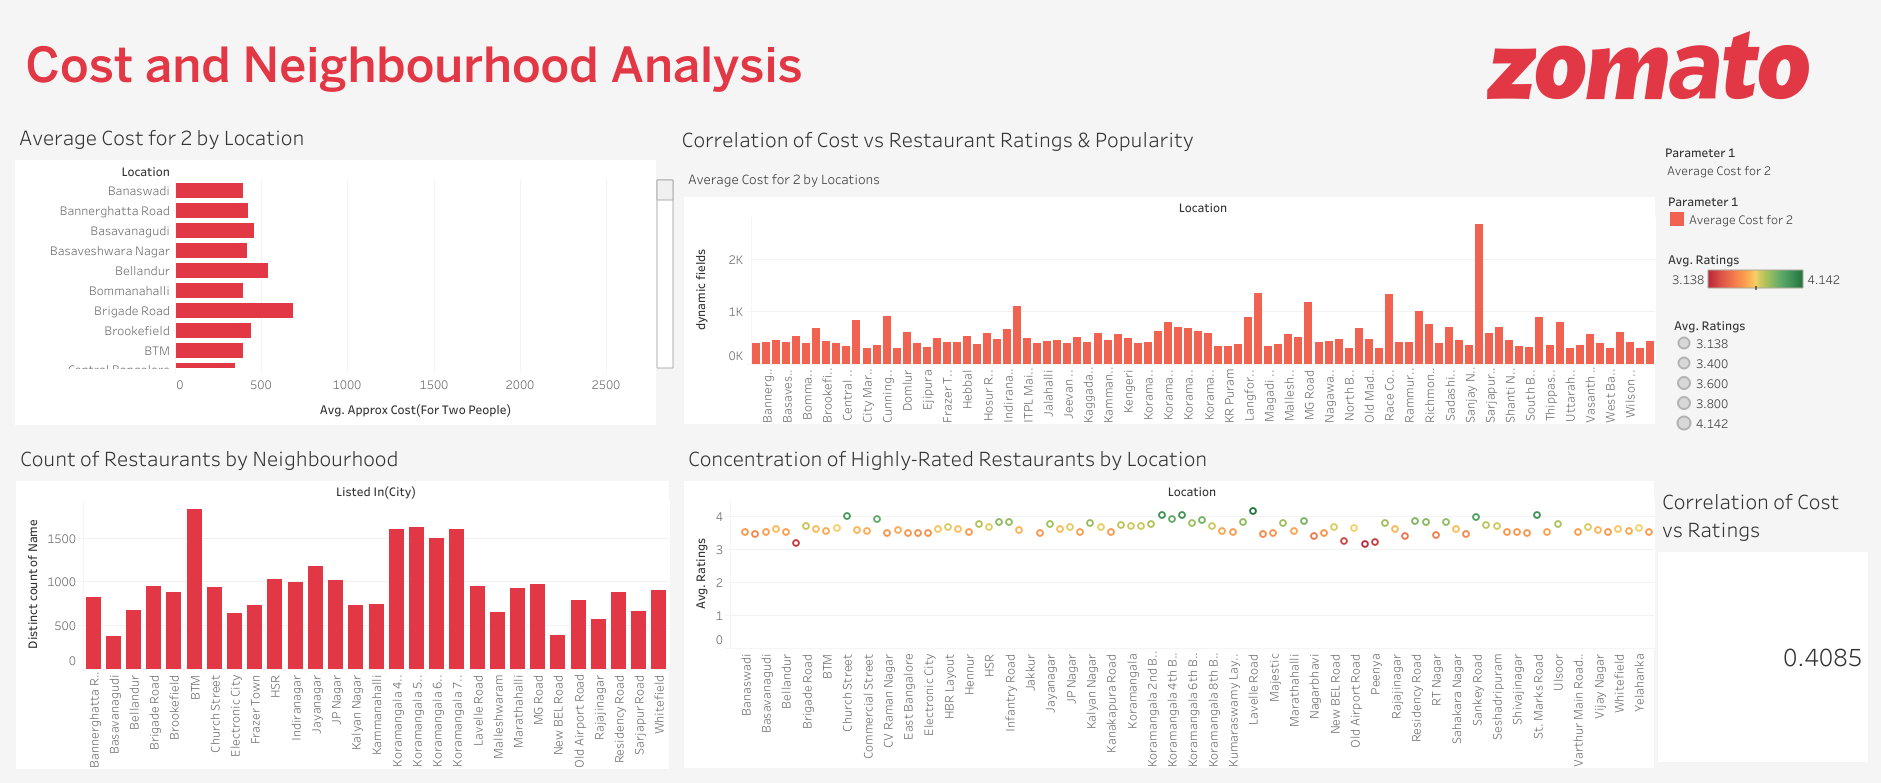 Cost and Neighbourhood Analysis
zomato
Average Cost for 2 by Location
Location
Banaswadi
Bannerghatta Road
Basavanagudi
Basaveshwara Nagar
Bellandur
Bommanahalli
Brigade Road
Brookefield
BTM
Central Bangalore
0 500 1000 1500 2000 2500
Avg. Approx Cost(For Two People)
Correlation of Cost vs Restaurant Ratings & Popularity
Average Cost for 2 by Locations
Location
dynamic fields
2K
1K
0K
Bannerg..
Basaves..
Bomma..
Brookefi..
Central ..
City Mar..
Cunning..
Domlur
Ejipura
Frazer T..
Hebbal
Hosur R..
Indirana..
ITPL Mai..
Jalahalli
Jeevan ..
Kaggada..
Kamman..
Kengeri
Korama..
Korama..
Korama..
Korama..
KR Puram
Langfor..
Magadi ..
Mallesh..
MG Road
Nagawa..
North B..
Old Mad..
Race Co..
Rammur..
Richmon..
Sadashi..
Sanjay N..
Sarjapur..
Shanti N..
South B..
Thippas..
Uttarah..
Vasanth ..
West Ba..
Wilson ..
Parameter 1
Average Cost for 2
Parameter 1
Average Cost for 2
Avg. Ratings
3.138 4.142
Avg. Ratings
3.138
3.400
3.600
3.800
4.142
Count of Restaurants by Neighbourhood
Listed In(City)
Distinct count of Name
1500
1000
500
0
Bannerghatta R..
Basavanagudi
Bellandur
Brigade Road
Brookefield
BTM
Church Street
Electronic City
Frazer Town
HSR
Indiranagar
Jayanagar
JP Nagar
Kalyan Nagar
Kammanahalli
Koramangala 4..
Koramangala 5..
Koramangala 6..
Koramangala 7..
Lavelle Road
Malleshwaram
Marathahalli
MG Road
New BEL Road
Old Airport Road
Rajajinagar
Residency Road
Sarjapur Road
Whitefield
Concentration of Highly-Rated Restaurants by Location
Location
Avg. Ratings
4
3
2
1
0
Banaswadi
Basavanagudi
Bellandur
Brigade Road
BTM
Church Street
Commercial Street
CV Raman Nagar
East Bangalore
Electronic City
HBR Layout
Hennur
HSR
Infantry Road
Jakkur
Jayanagar
JP Nagar
Kalyan Nagar
Kanakapura Road
Koramangala
Koramangala 2nd B..
Koramangala 4th B..
Koramangala 6th B..
Koramangala 8th B..
Kumaraswamy Lay..
Lavelle Road
Majestic
Marathahalli
Nagarbhavi
New BEL Road
Old Airport Road
Peenya
Rajajinagar
Residency Road
RT Nagar
Sahakara Nagar
Sankey Road
Seshadripuram
Shivajinagar
St. Marks Road
Ulsoor
Varthur Main Road..
Vijay Nagar
Whitefield
Yelahanka
Correlation of Cost
vs Ratings
0.4085